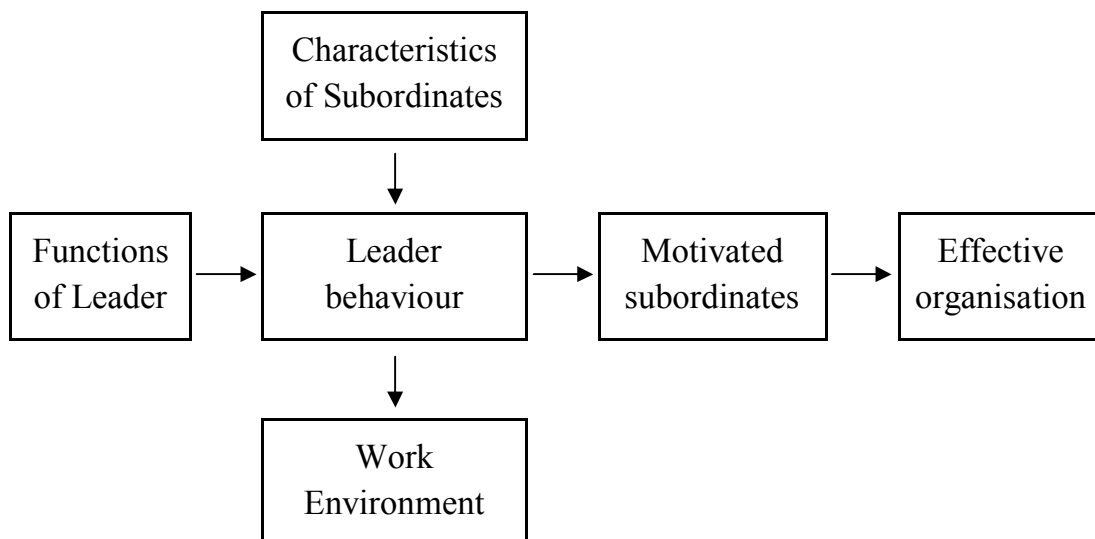 Characteristics
of Subordinates
Functions
of Leader
Leader
behaviour
Motivated
subordinates
Effective
organisation
Work
Environment